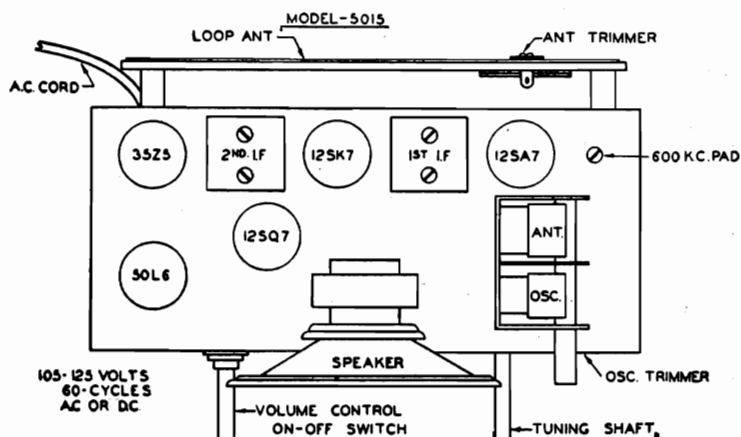 MODEL-5015
LOOP ANT
ANT TRIMMER
A.C. CORD
35Z5
2ND. I.F
12SK7
1ST I.F
12SA7
600 K.C. PAD
12SQ7
ANT.
50L6
OSC.
SPEAKER
105-125 VOLTS
60-CYCLES
AC OR D.C.
OSC. TRIMMER
VOLUME CONTROL
ON-OFF SWITCH
TUNING SHAFT